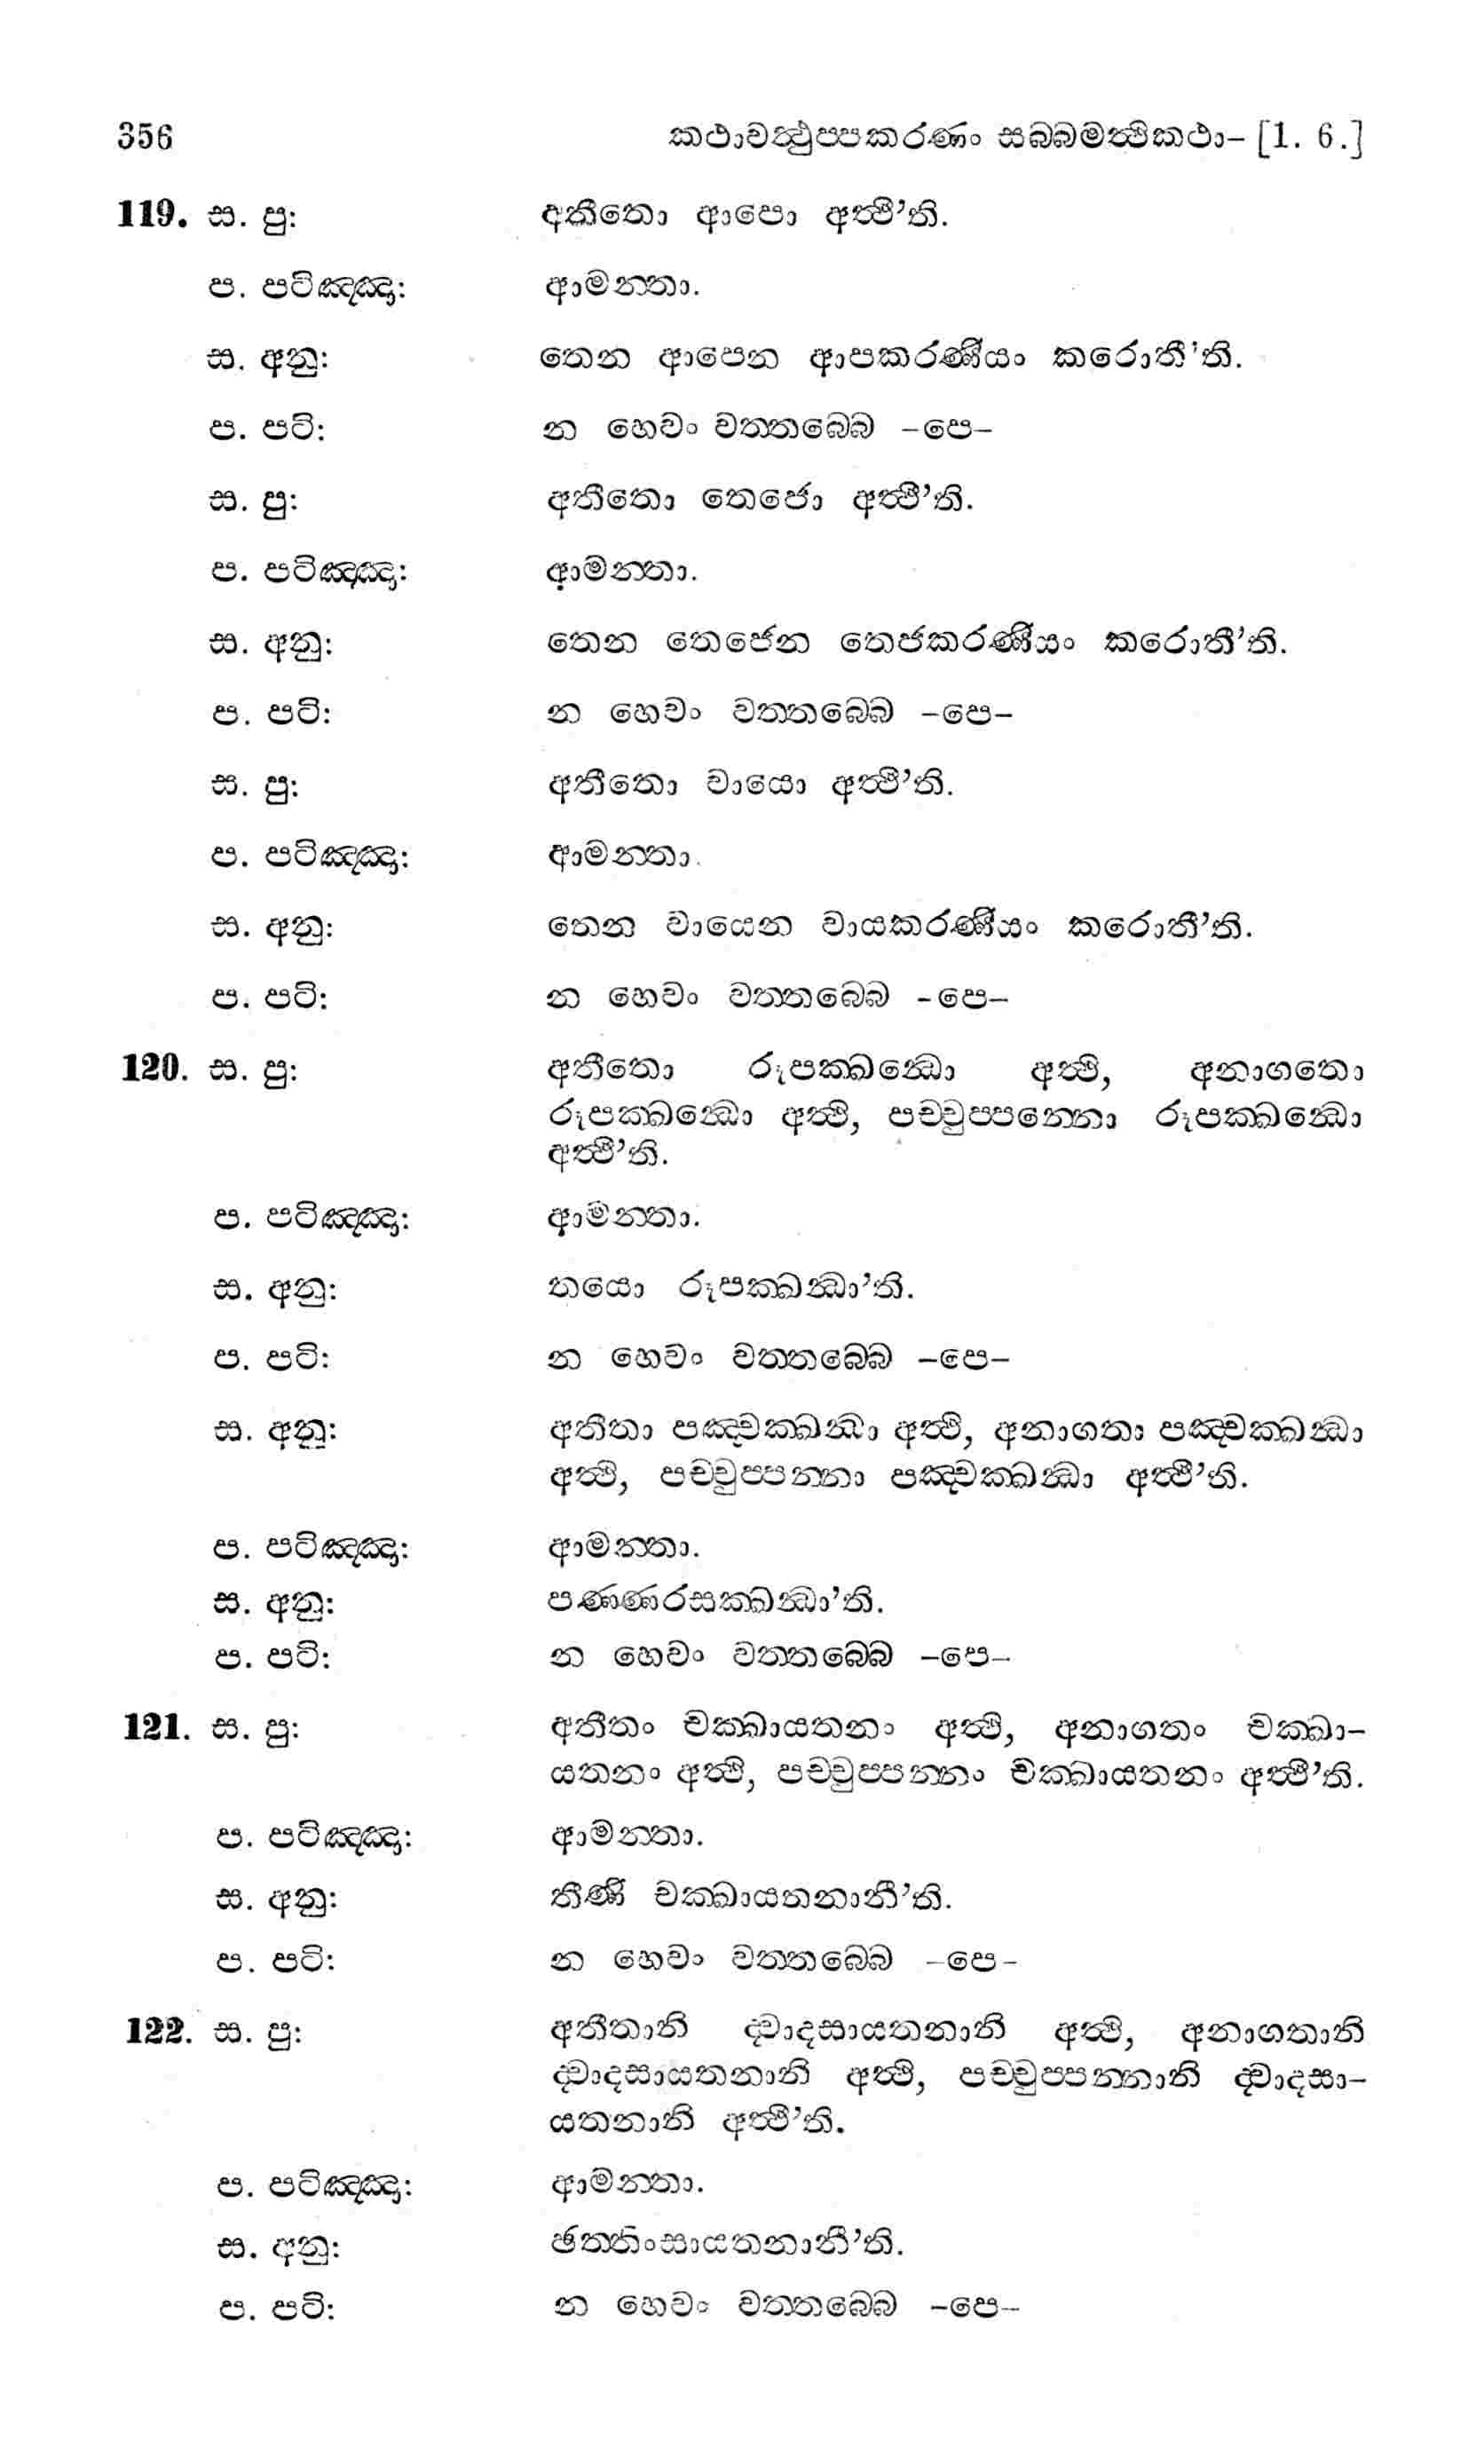 356 කථාවත්ථුප්පකරණං සබ්බමත්ථිකථා– [1. 6.]
119. ස. පු: අතීතො ආපො අත්ථී’ති.
ප. පටිඤ්ඤා: ආමන්තා.
ස. අනු: තෙන ආපෙන ආපකරණීයං කරොතී’ති.
ප. පටි: න හෙවං වත්තබ්බෙ –පෙ–
ස. පු: අතීතො තෙජො අත්ථී’ති.
ප. පටිඤ්ඤා: ආමන්තා.
ස. අනු: තෙන තෙජෙන තෙජකරණීයං කරොතී’ති.
ප. පටි: න හෙවං වත්තබ්බෙ –පෙ–
ස. පු: අතීතො වායො අත්ථී’ති.
ප. පටිඤ්ඤා: ආමන්තා.
ස. අනු: තෙන වායෙන වායකරණීයං කරොතී’ති.
ප. පටි: න හෙවං වත්තබ්බෙ -පෙ–
120. ස. පු: අතීතො රූපක්ඛන්ධො අත්ථි, අනාගතො
රූපක්ඛන්ධො අත්ථි, පච්චුප්පන්නො රූපක්ඛන්ධො
අත්ථී’ති.
ප. පටිඤ්ඤා: ආමන්තා.
ස. අනු: තයො රූපක්ඛන්ධා’ති.
ප. පටි: න හෙවං වත්තබ්බෙ –පෙ–
ස. අනු: අතීතා පඤ්චක්ඛන්ධා අත්ථි, අනාගතා පඤ්චක්ඛන්ධා
අත්ථි, පච්චුප්පන්නා පඤ්චක්ඛන්ධා අත්ථී’ති.
ප. පටිඤ්ඤා: ආමන්තා.
ස. අනු: පණ්ණරසක්ඛන්ධා’ති.
ප. පටි: න හෙවං වත්තබ්බෙ –පෙ–
121. ස. පු: අතීතං චක්ඛායතනං අත්ථි, අනාගතං චක්ඛා–
යතනං අත්ථි, පච්චුප්පන්නං චක්ඛායතනං අත්ථී’ති.
ප. පටිඤ්ඤා: ආමන්තා.
ස. අනු: තීණි චක්ඛායතනානී’ති.
ප. පටි: න හෙවං වත්තබ්බෙ –පෙ–
122. ස. පු: අතීතානි ද්වාදසායතනානි අත්ථි, අනාගතානි
ද්වාදසායතනානි අත්ථි, පච්චුප්පන්නානි ද්වාදසා–
යතනානි අත්ථී’ති.
ප. පටිඤ්ඤා: ආමන්තා.
ස. අනු: ඡත්තිංසායතනානී’ති.
ප. පටි: න හෙවං වත්තබ්බෙ –පෙ–